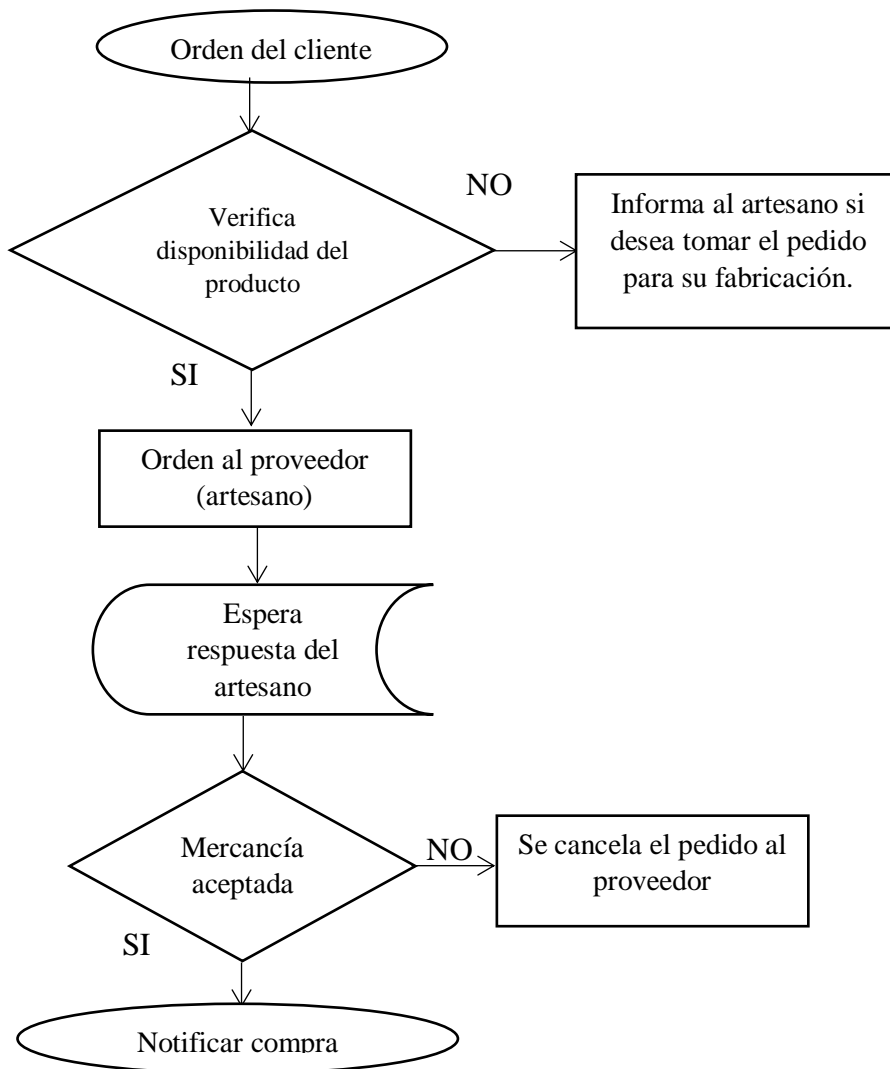 Orden del cliente
NO
Verifica
disponibilidad del
producto
Informa al artesano si
desea tomar el pedido
para su fabricación.
SI
Orden al proveedor
(artesano)
Espera
respuesta del
artesano
Mercancía
aceptada
NO
Se cancela el pedido al
proveedor
SI
Notificar compra